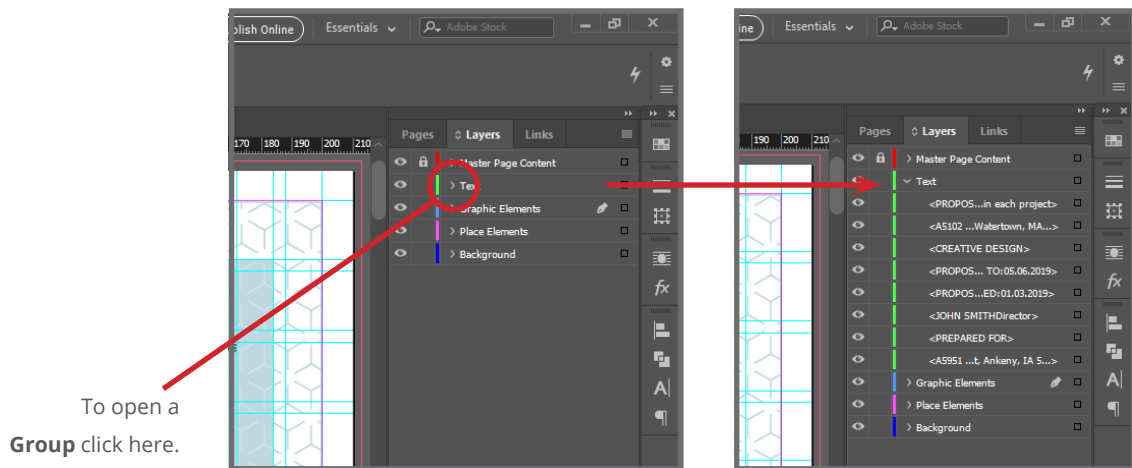 blish Online
Essentials
Adobe Stock
170 180 190 200 210
Pages
Layers
Links
Master Page Content
Text
Graphic Elements
Place Elements
Background
fx
A
To open a
Group click here.
ine
Essentials
Adobe Stock
190 200 210
Pages
Layers
Links
Master Page Content
Text
<PROPOS...in each project>
<A5102 ...Watertown, MA...>
<CREATIVE DESIGN>
<PROPOS... TO:05.06.2019>
<PROPOS...ED:01.03.2019>
<JOHN SMITHDirector>
<PREPARED FOR>
<A5951 ...t, Ankeny, IA 5...>
Graphic Elements
Place Elements
Background
fx
A